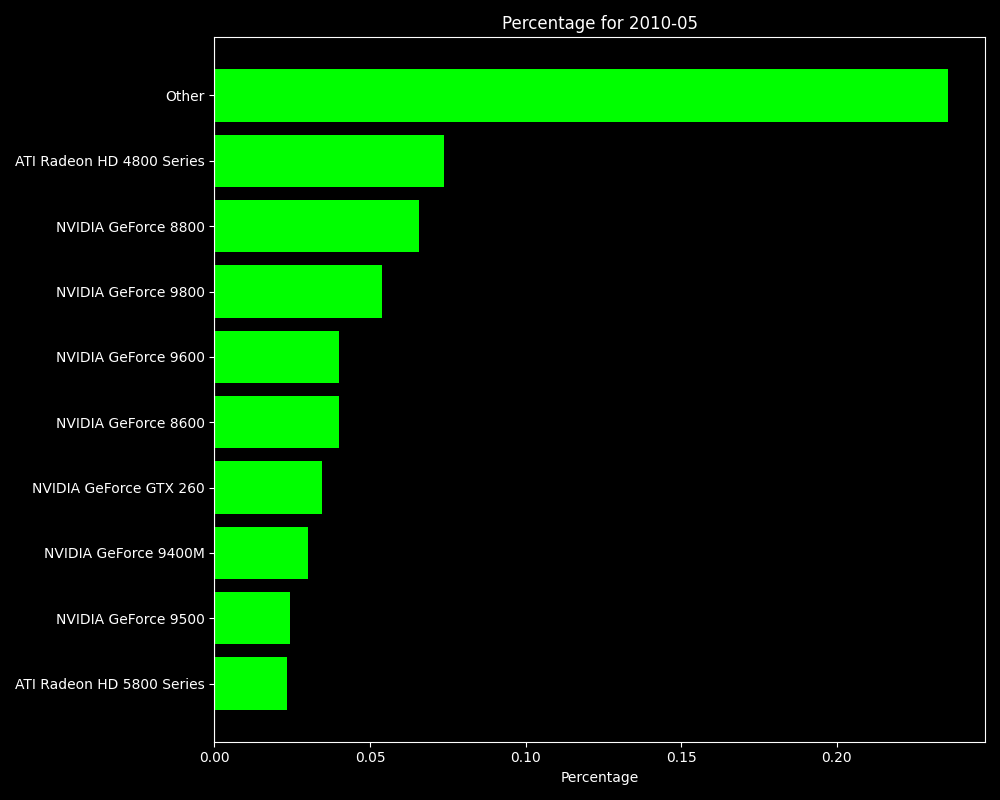 Percentage for 2010-05
Other
ATI Radeon HD 4800 Series
NVIDIA GeForce 8800
NVIDIA GeForce 9800
NVIDIA GeForce 9600
NVIDIA GeForce 8600
NVIDIA GeForce GTX 260
NVIDIA GeForce 9400M
NVIDIA GeForce 9500
ATI Radeon HD 5800 Series
0.00 0.05 0.10 0.15 0.20
Percentage